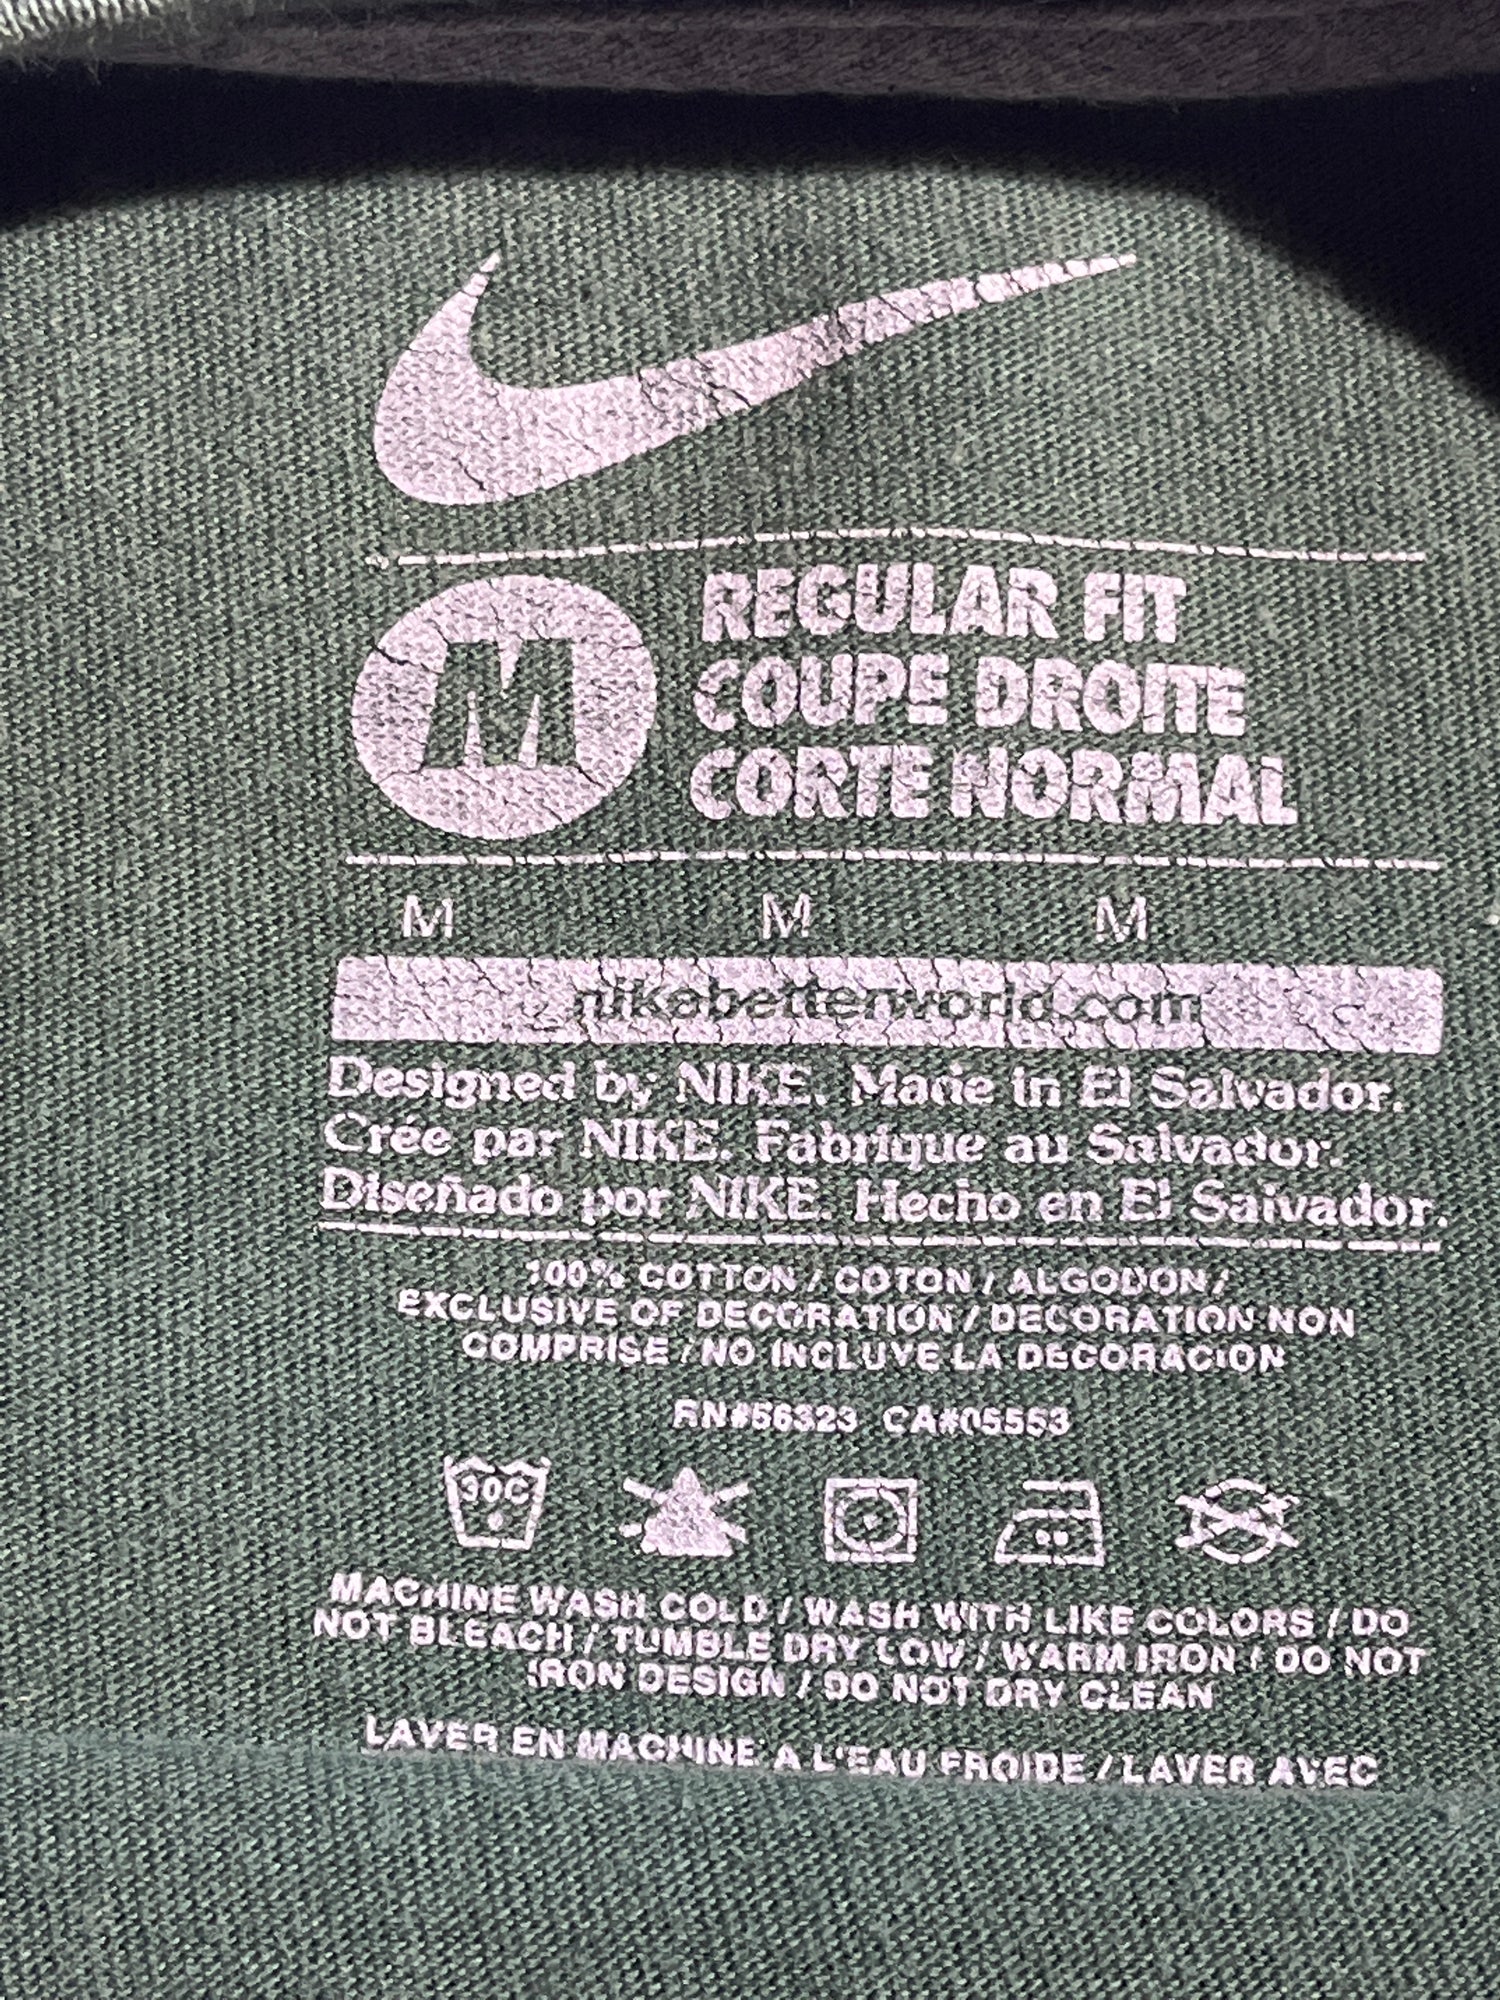 M
REGULAR FIT
COUPE DROITE
CORTE NORMAL
M M M
nikebetterworld.com
Designed by NIKE. Made in El Salvador.
Crée par NIKE. Fabrique au Salvador.
Diseñado por NIKE. Hecho en El Salvador.
100% COTTON / COTON / ALGODON /
EXCLUSIVE OF DECORATION / DECORATION NON
COMPRISE / NO INCLUYE LA DECORACION
RN#56323 CA#05553
30C
MACHINE WASH COLD / WASH WITH LIKE COLORS / DO
NOT BLEACH / TUMBLE DRY LOW / WARM IRON / DO NOT
IRON DESIGN / DO NOT DRY CLEAN
LAVER EN MACHINE A L'EAU FROIDE / LAVER AVEC